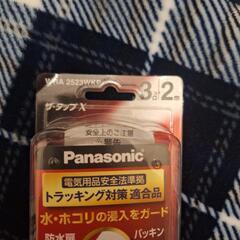 WHA 2523WKP
ザ・タップX
3コ口
2m
安全上のご注意
警告
Panasonic
電気用品安全法準拠
トラッキング対策 適合品
水・ホコリの浸入をガード
防水扉
パッキン